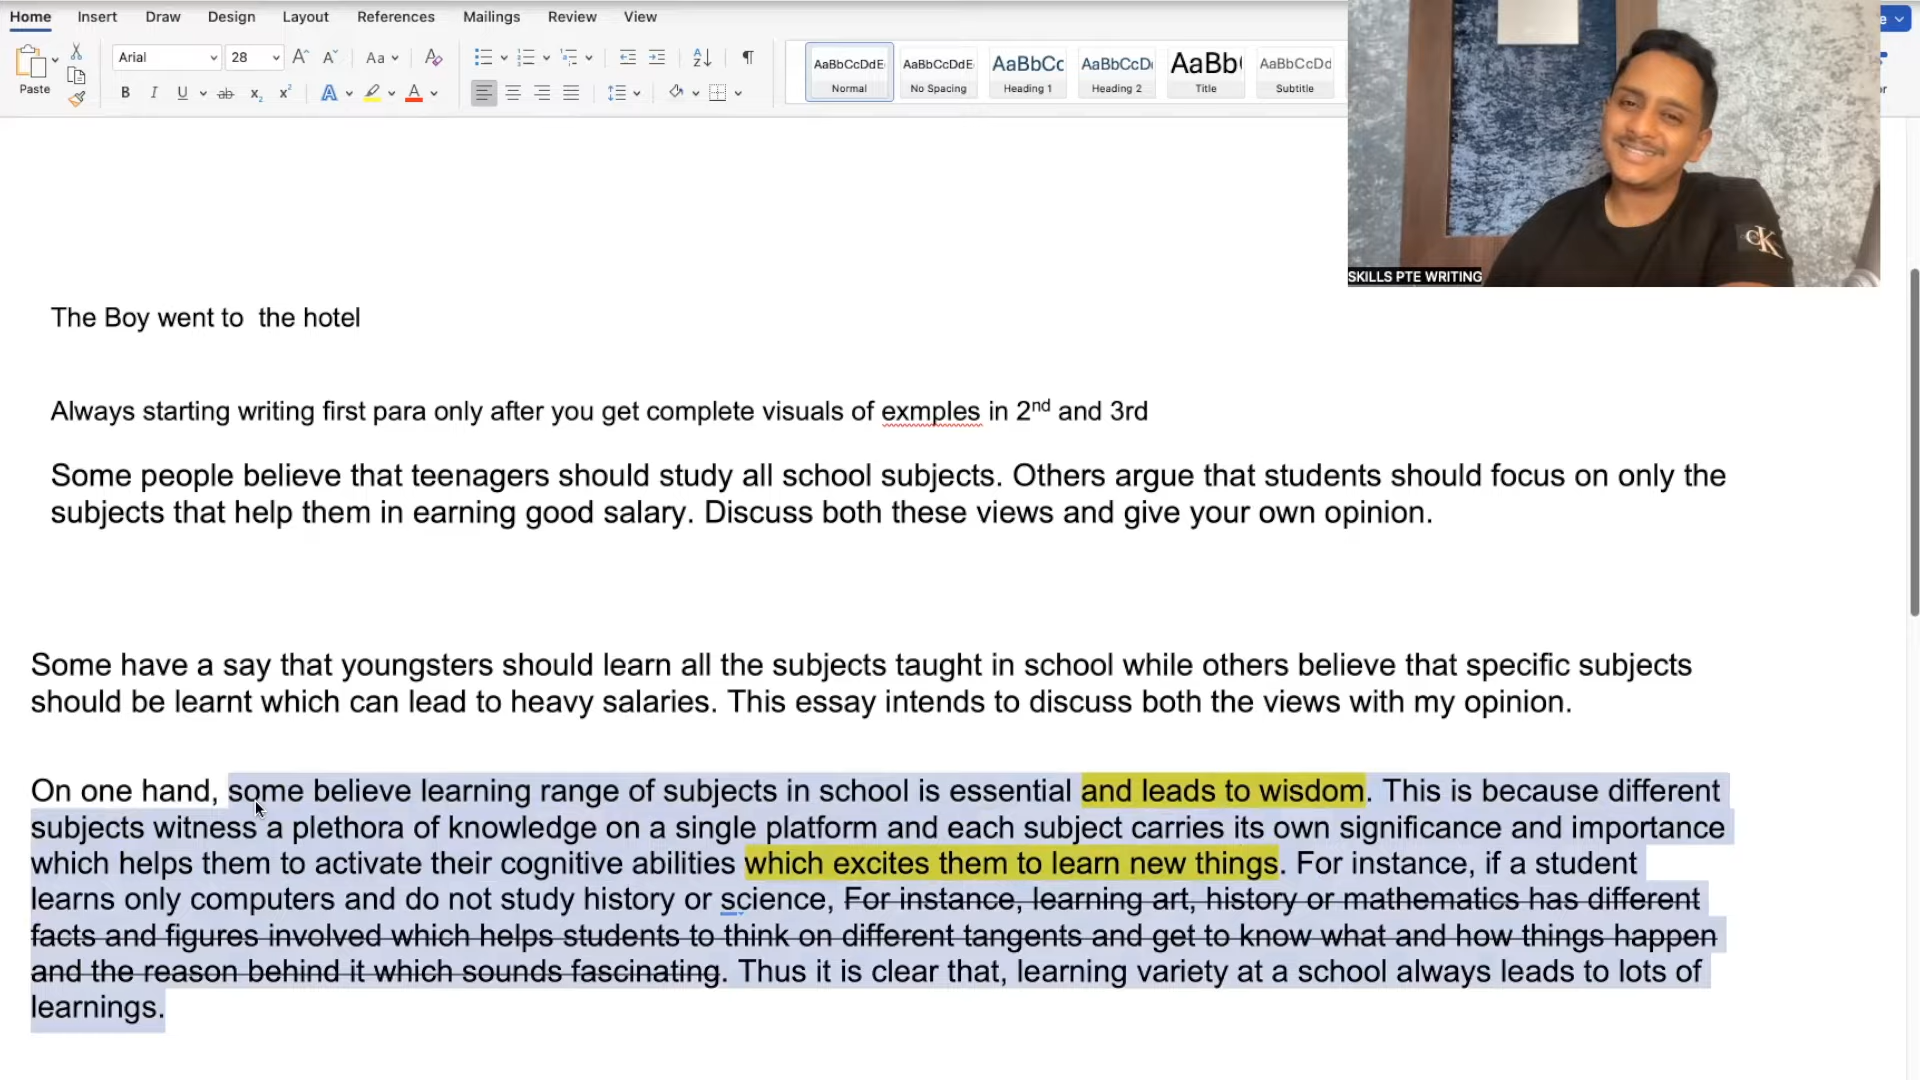 Home Insert Draw Design Layout References Mailings Review View
Arial 28 Aa
Paste B I U ab x₂ x² A A
AaBbCcDdE AaBbCcDdE AaBbCc AaBbCcD AaBb AaBbCcDd
Normal No Spacing Heading 1 Heading 2 Title Subtitle
CK
SKILLS PTE WRITING
The Boy went to  the hotel
Always starting writing first para only after you get complete visuals of exmples in 2nd and 3rd
Some people believe that teenagers should study all school subjects. Others argue that students should focus on only the
subjects that help them in earning good salary. Discuss both these views and give your own opinion.
Some have a say that youngsters should learn all the subjects taught in school while others believe that specific subjects
should be learnt which can lead to heavy salaries. This essay intends to discuss both the views with my opinion.
On one hand, some believe learning range of subjects in school is essential and leads to wisdom. This is because different
subjects witness a plethora of knowledge on a single platform and each subject carries its own significance and importance
which helps them to activate their cognitive abilities which excites them to learn new things. For instance, if a student
learns only computers and do not study history or science, For instance, learning art, history or mathematics has different
facts and figures involved which helps students to think on different tangents and get to know what and how things happen
and the reason behind it which sounds fascinating. Thus it is clear that, learning variety at a school always leads to lots of
learnings.